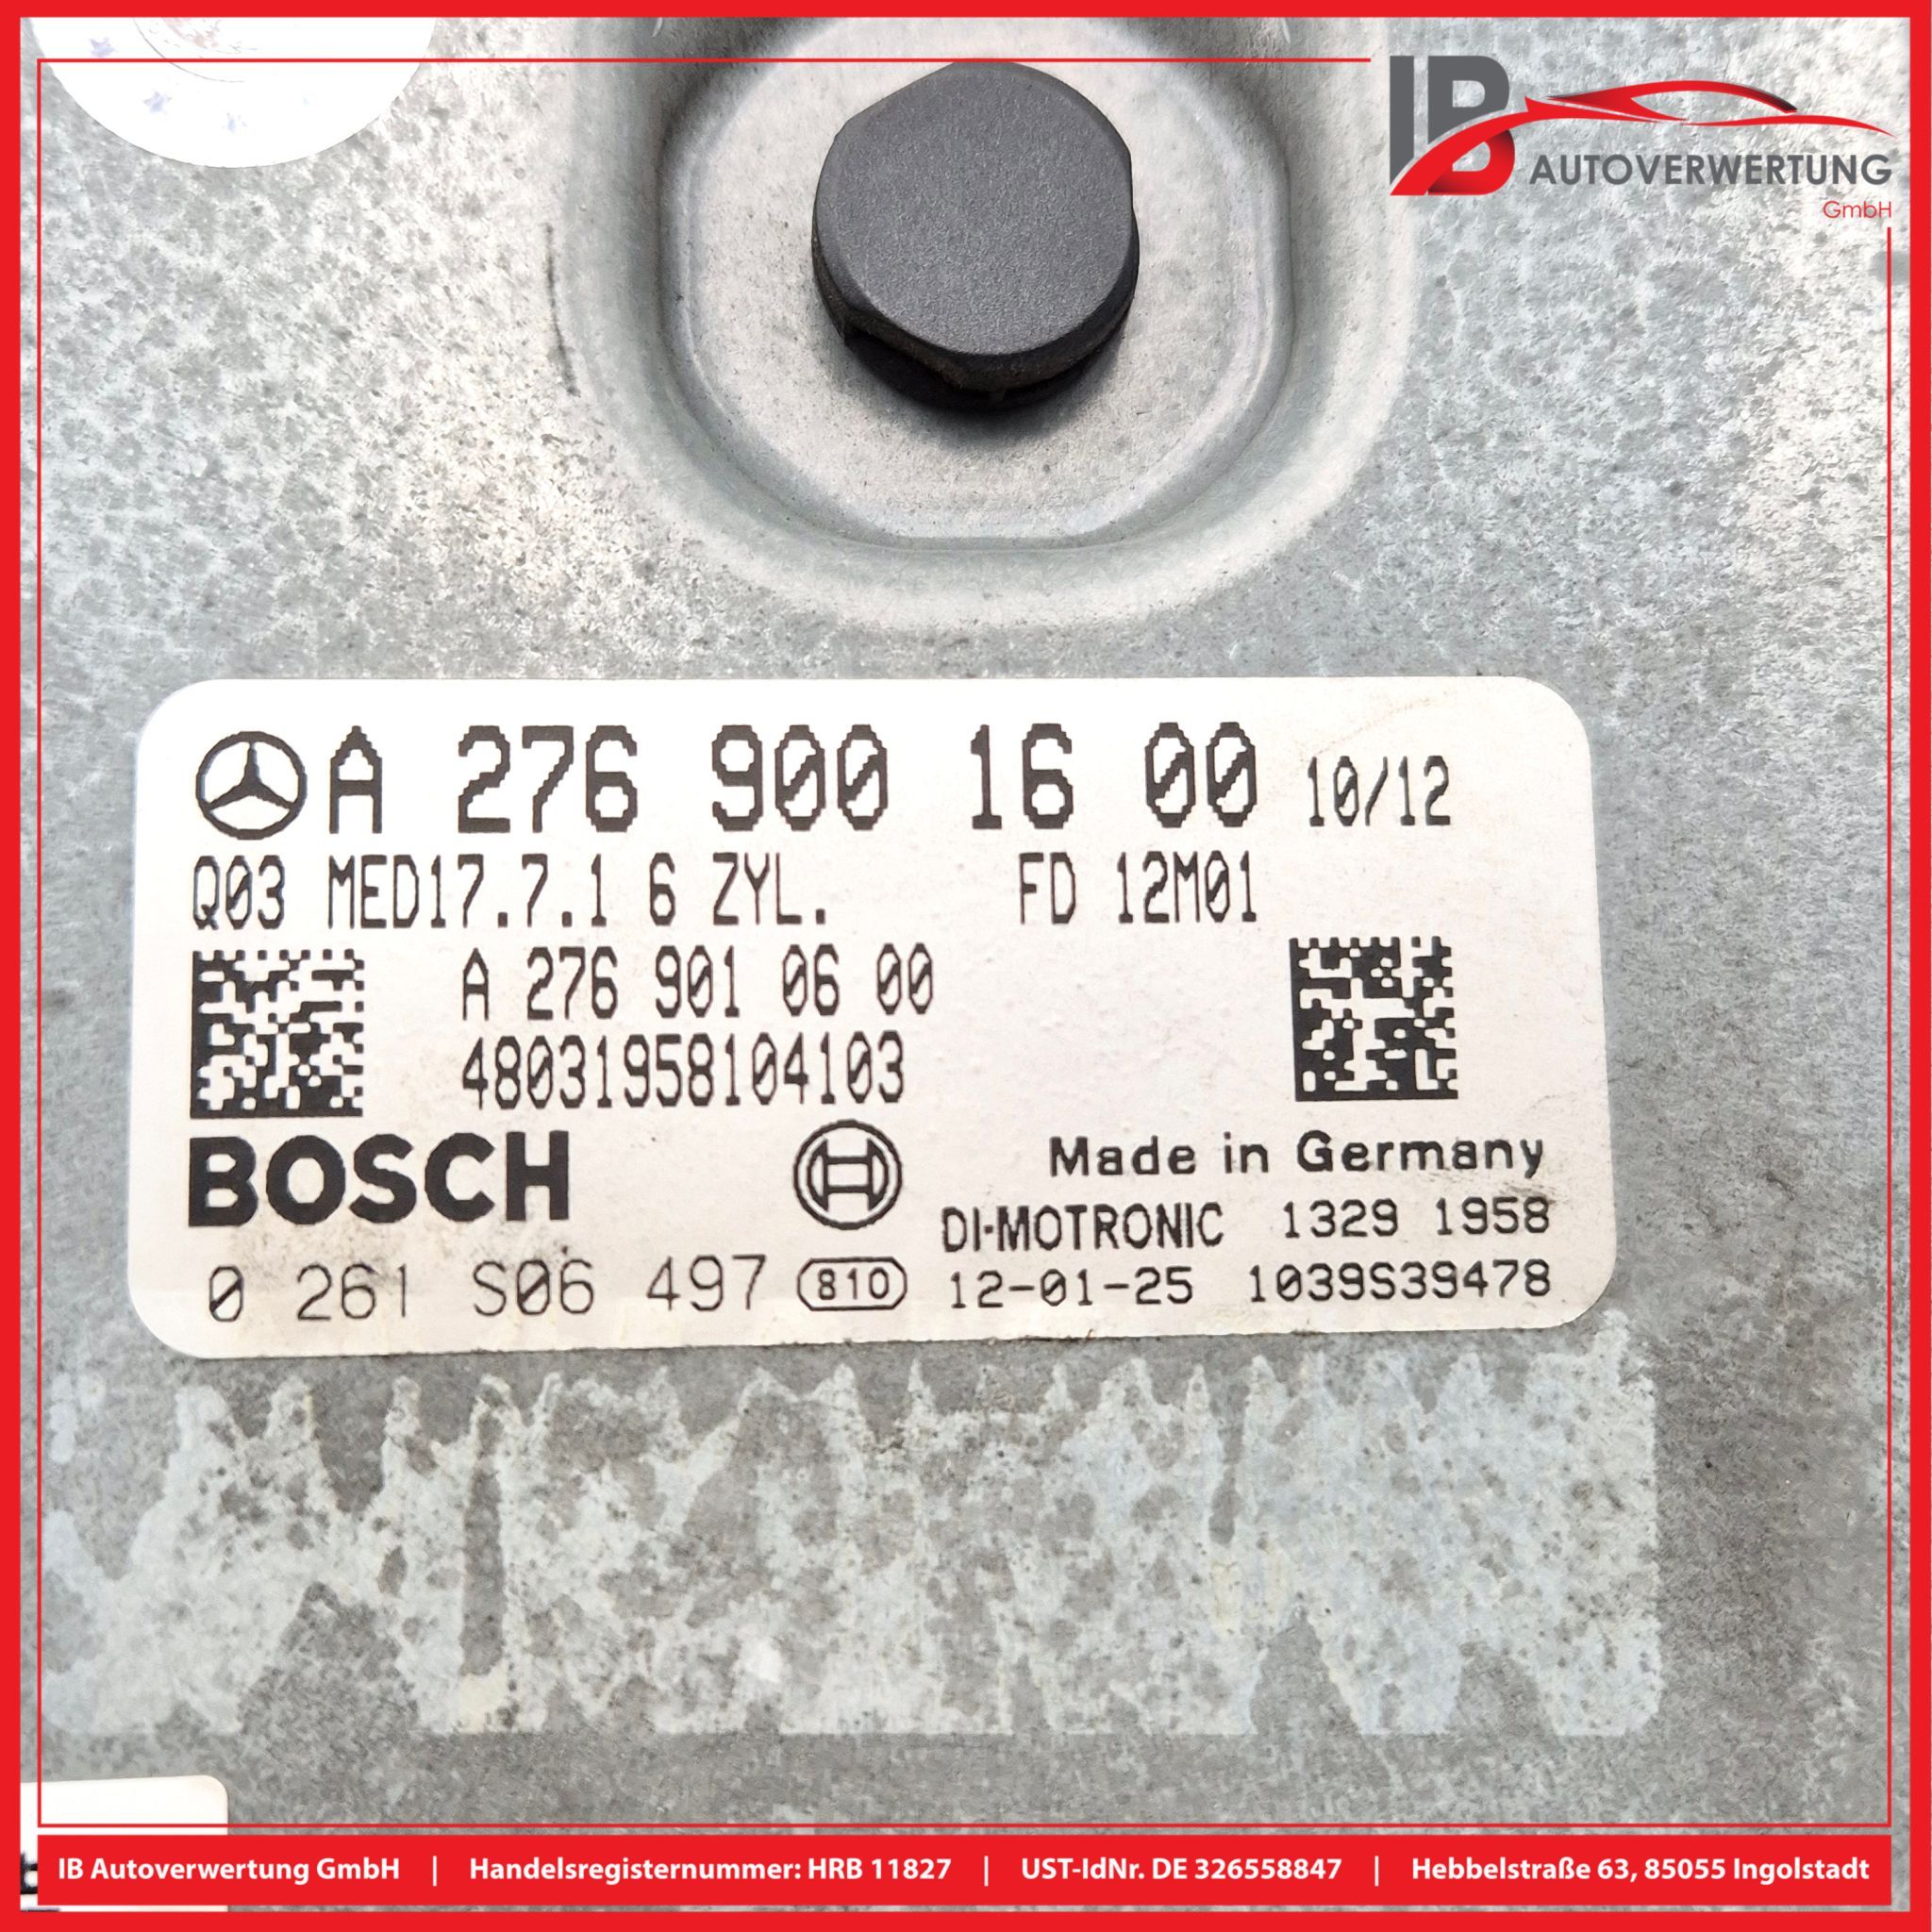 IB
AUTOVERWERTUNG
GmbH
A 276 900 16 00 10/12
Q03 MED17.7.1 6 ZYL. FD 12M01
A 276 901 06 00
48031958104103
BOSCH
Made in Germany
DI-MOTRONIC 1329 1958
0 261 S06 497 810 12-01-25 1039S39478
IB Autoverwertung GmbH | Handelsregisternummer: HRB 11827 | UST-IdNr. DE 326558847 | Hebbelstraße 63, 85055 Ingolstadt